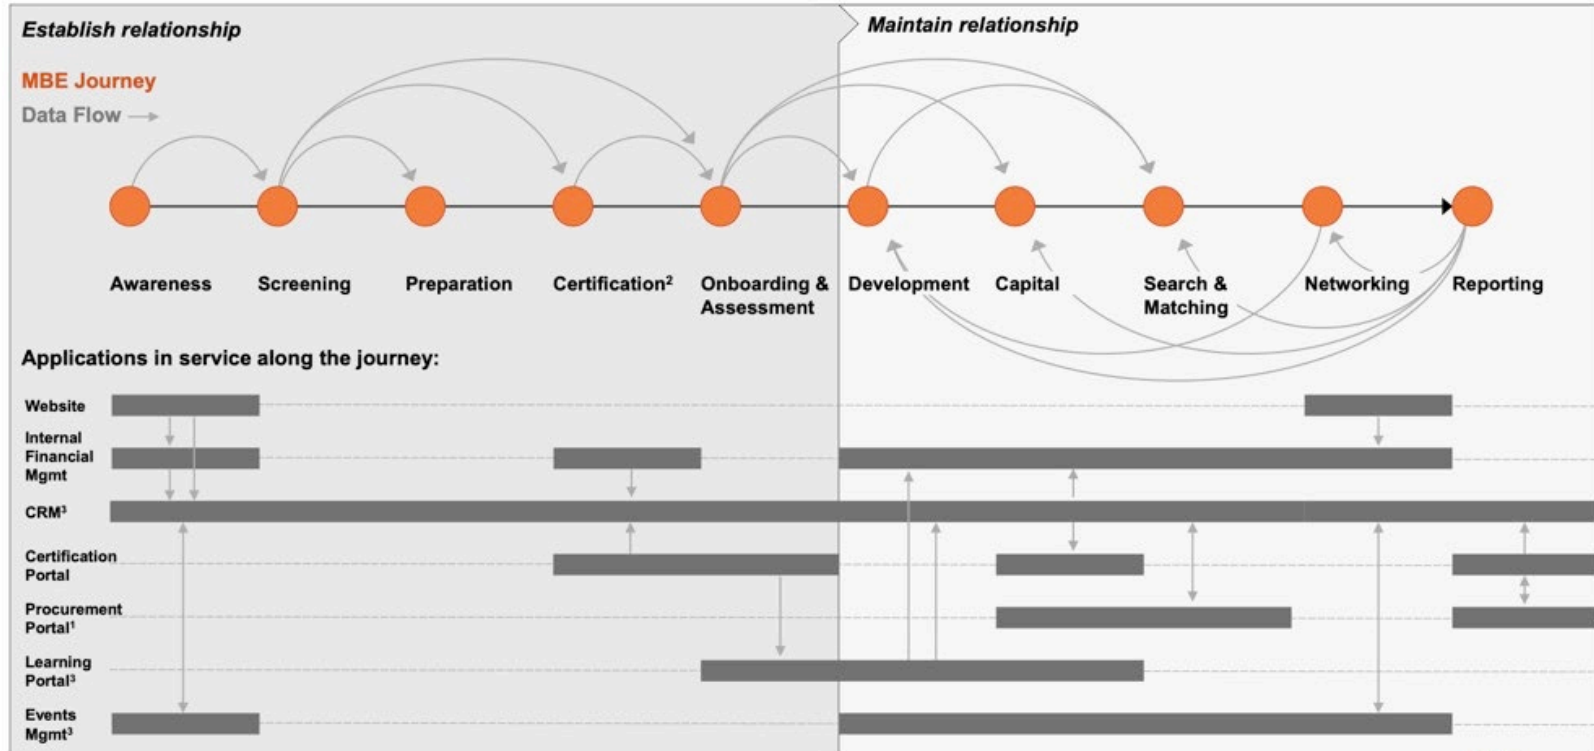 Establish relationship
Maintain relationship
MBE Journey
Data Flow
Awareness
Screening
Preparation
Certification²
Onboarding &
Assessment
Development
Capital
Search &
Matching
Networking
Reporting
Applications in service along the journey:
Website
Internal
Financial
Mgmt
CRM³
Certification
Portal
Procurement
Portal¹
Learning
Portal³
Events
Mgmt³